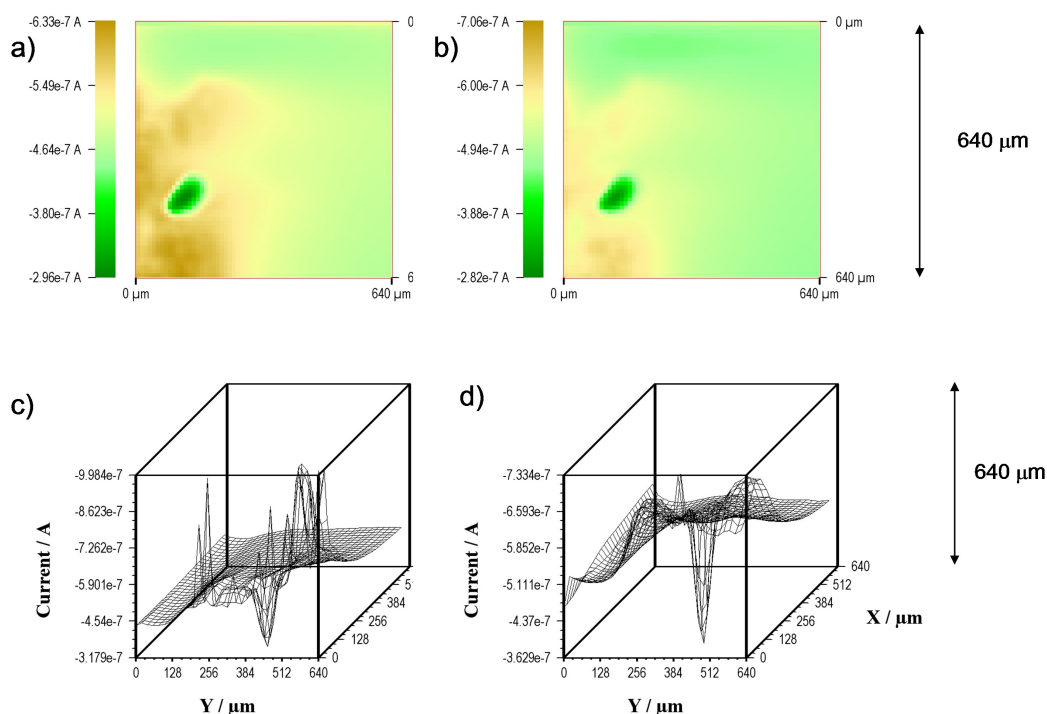 a)
-6.33e-7 A
-5.49e-7 A
-4.64e-7 A
-3.80e-7 A
-2.96e-7 A
0
6
0 µm
640 µm
b)
-7.06e-7 A
-6.00e-7 A
-4.94e-7 A
-3.88e-7 A
-2.82e-7 A
0 µm
640 µm
0 µm
640 µm
640 µm
c)
Current / A
-9.984e-7
-8.623e-7
-7.262e-7
-5.901e-7
-4.54e-7
-3.179e-7
0 128 256 384 512 640
Y / µm
0
128
256
384
5
d)
Current / A
-7.334e-7
-6.593e-7
-5.852e-7
-5.111e-7
-4.37e-7
-3.629e-7
0 128 256 384 512 640
Y / µm
0
128
256
384
512
640
X / µm
640 µm